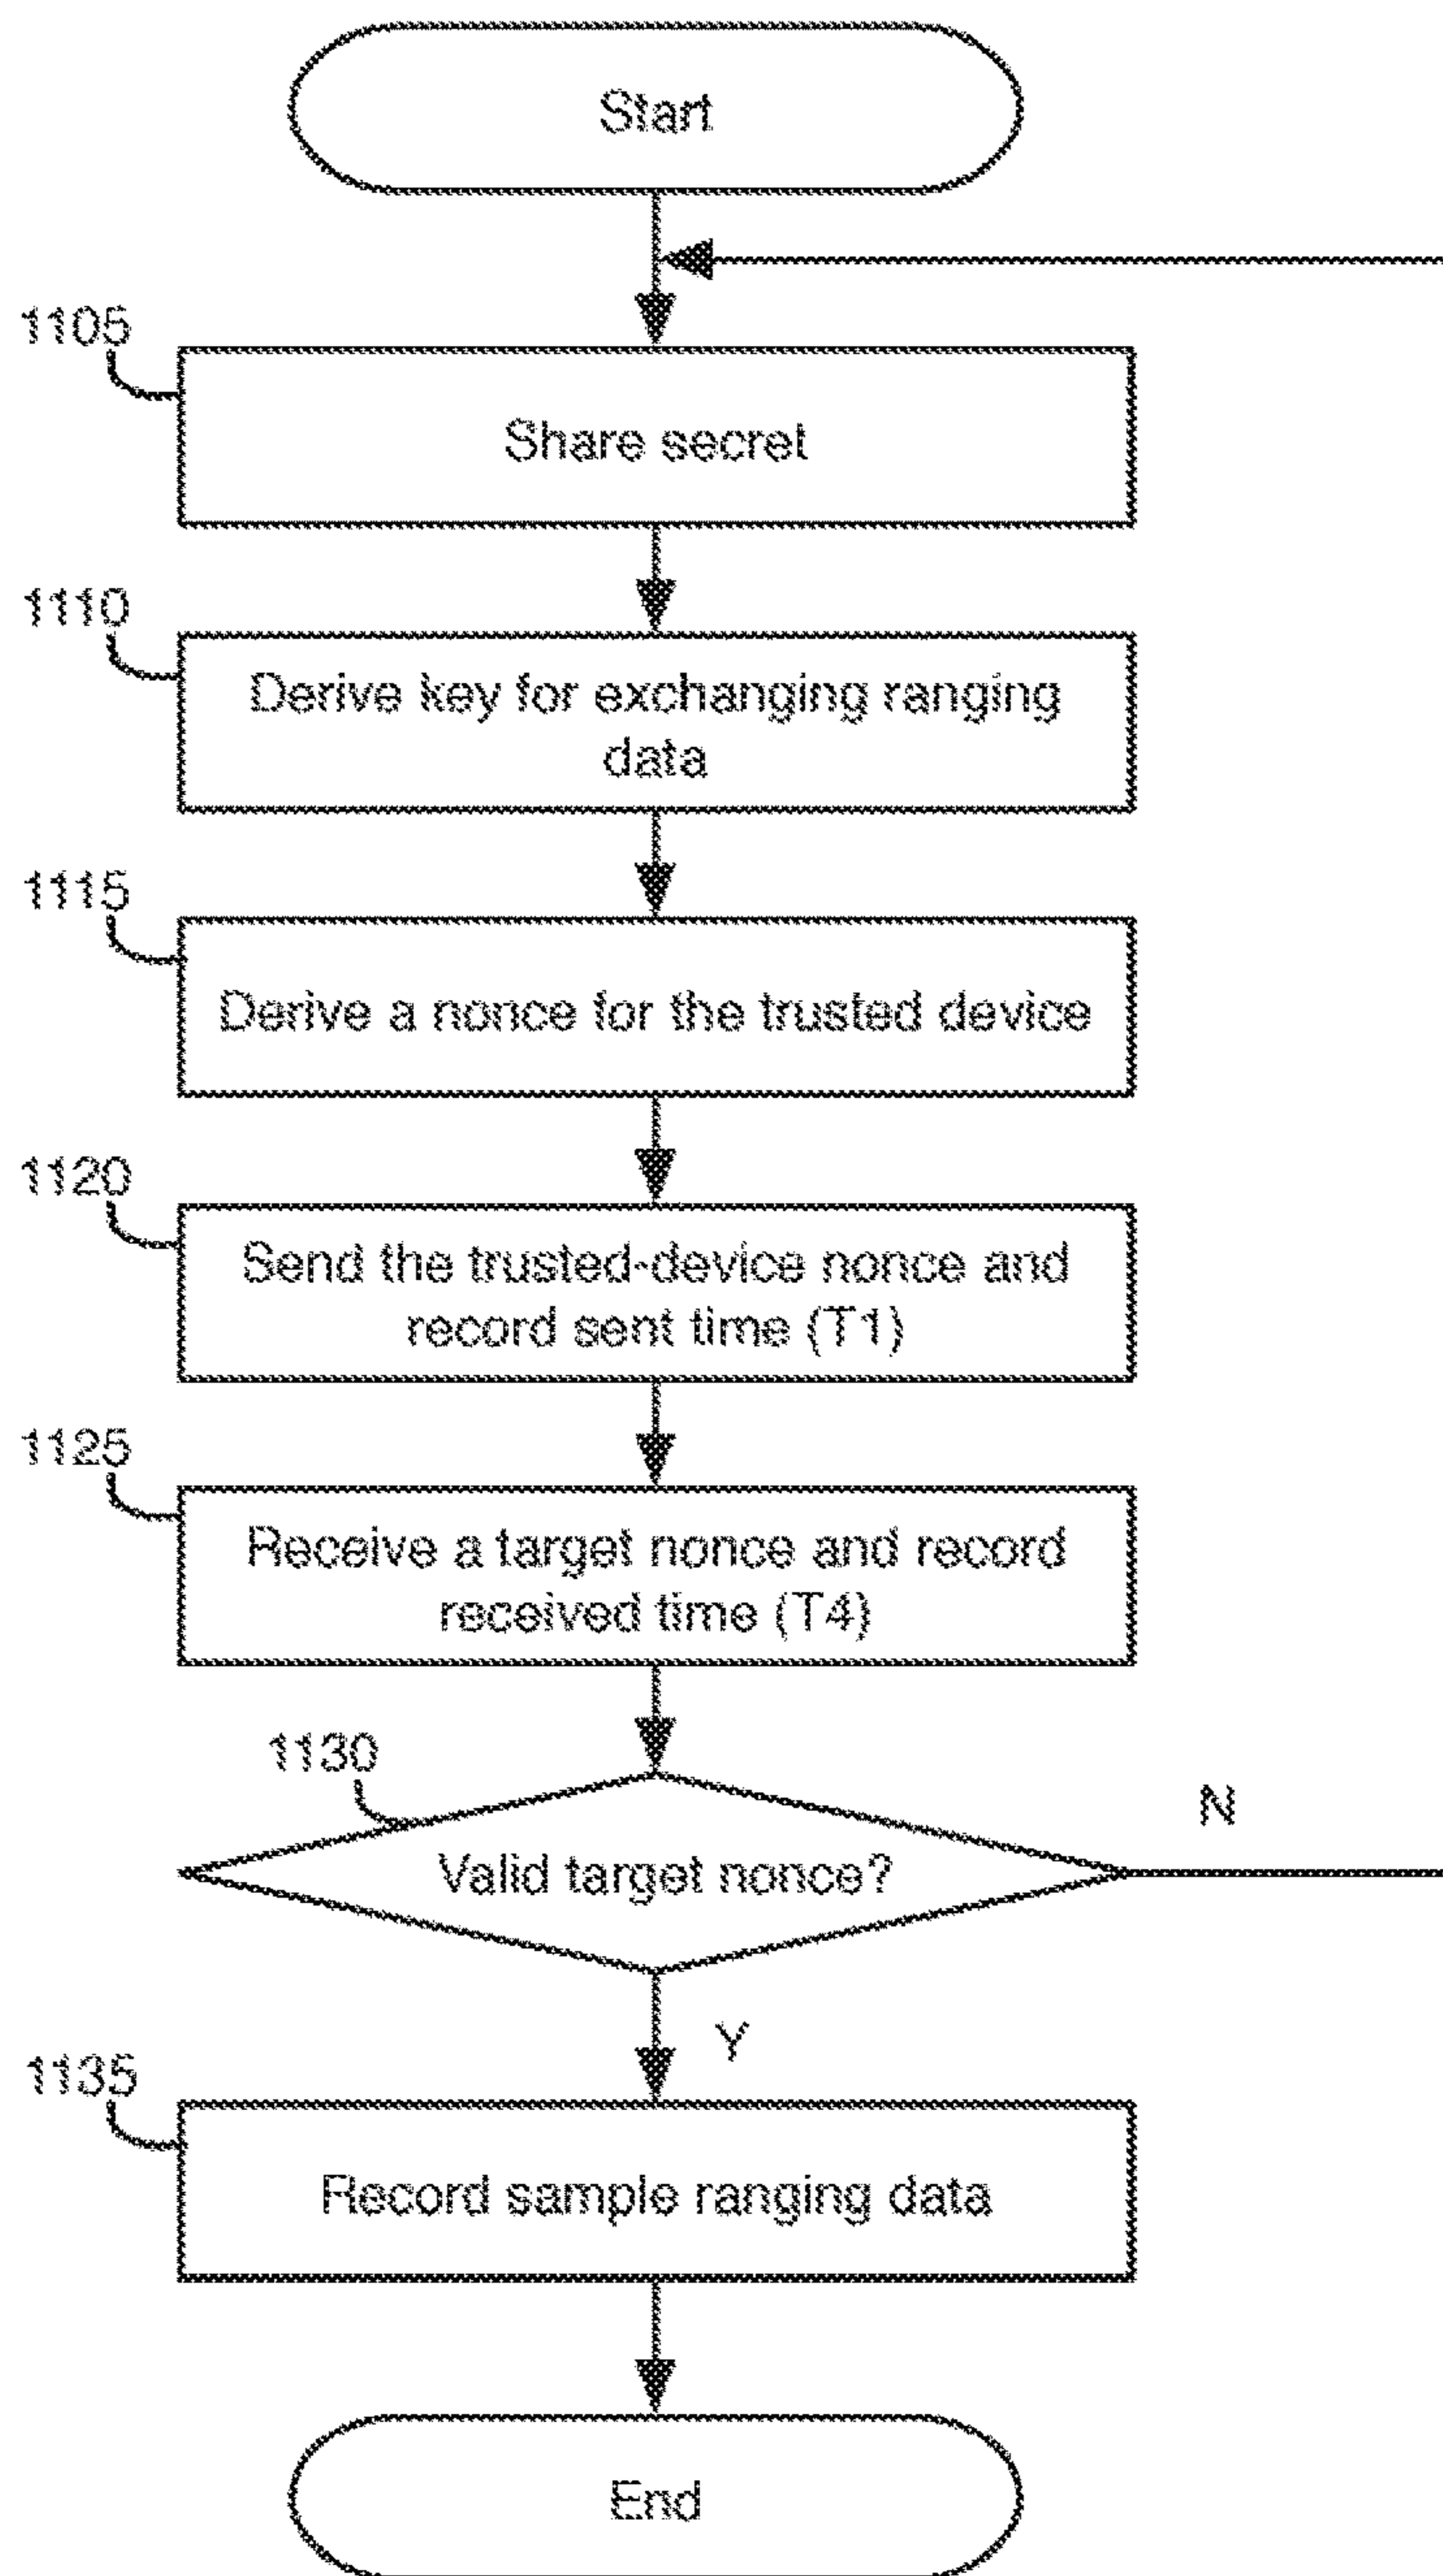 Start
1105
Share secret
1110
Derive key for exchanging ranging
data
1115
Derive a nonce for the trusted device
1120
Send the trusted-device nonce and
record sent time (T1)
1125
Receive a target nonce and record
received time (T4)
1130
Valid target nonce?
N
Y
1135
Record sample ranging data
End